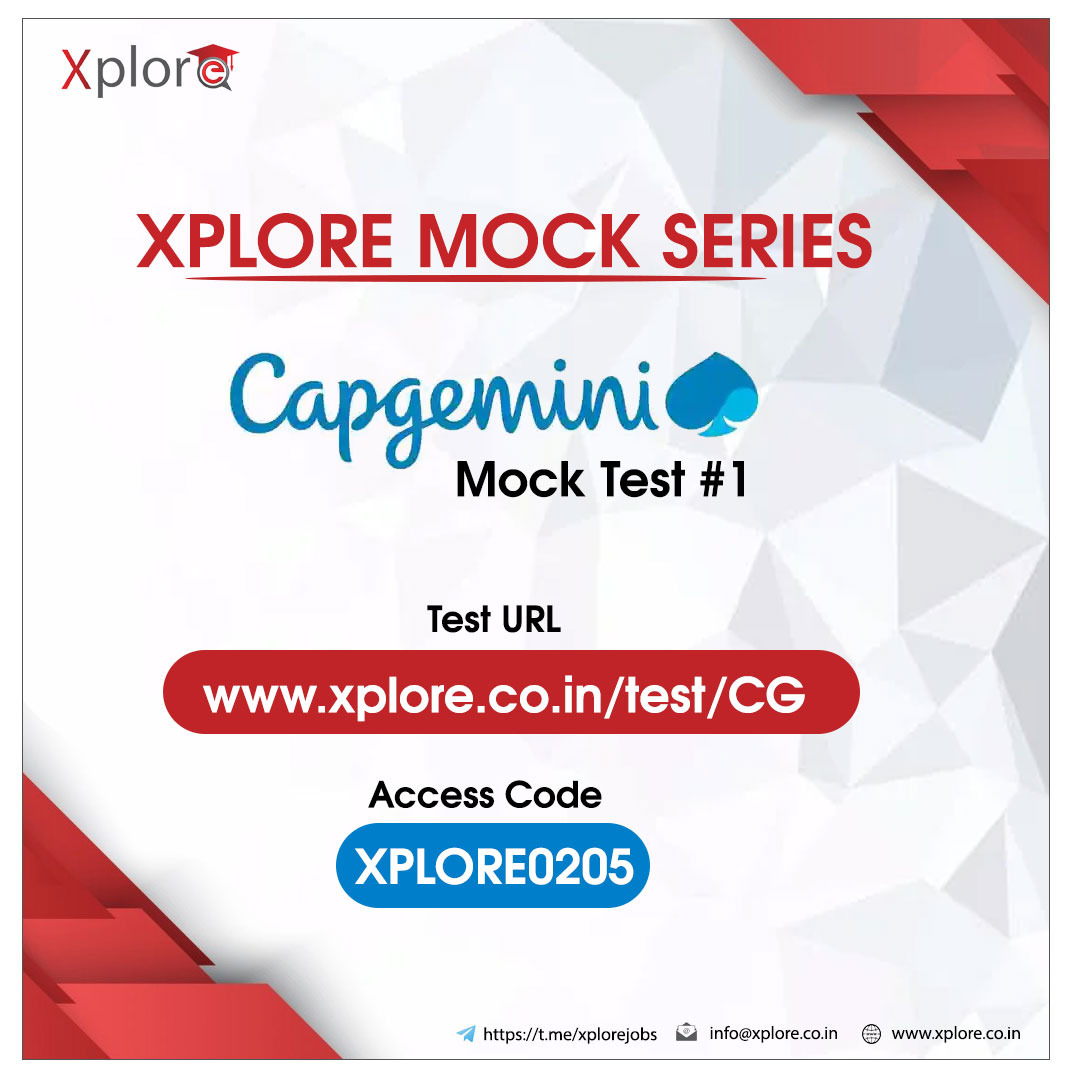 Xplore
XPLORE MOCK SERIES
Capgemini
Mock Test #1
Test URL
www.xplore.co.in/test/CG
Access Code
XPLORE0205
https://t.me/xplorejobs info@xplore.co.in www.xplore.co.in